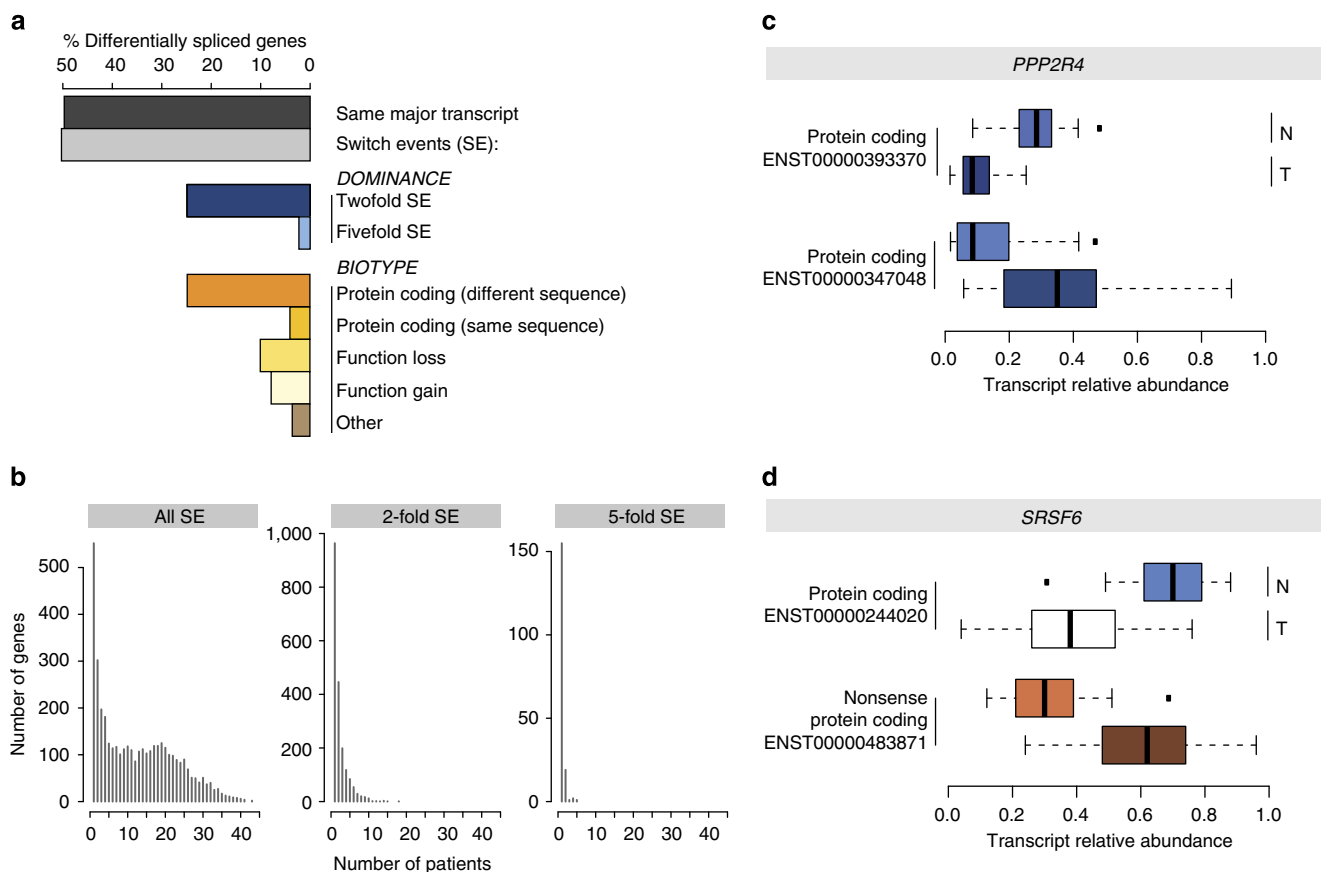 a
% Differentially spliced genes
50 40 30 20 10 0
Same major transcript
Switch events (SE):
DOMINANCE
Twofold SE
Fivefold SE
BIOTYPE
Protein coding (different sequence)
Protein coding (same sequence)
Function loss
Function gain
Other
b
All SE
2-fold SE
5-fold SE
Number of genes
500
400
300
200
100
0
1,000
800
600
400
200
0
150
100
50
0
0 10 20 30 40
0 10 20 30 40
0 10 20 30 40
Number of patients
c
PPP2R4
Protein coding
ENST00000393370
N
T
Protein coding
ENST00000347048
0.0 0.2 0.4 0.6 0.8 1.0
Transcript relative abundance
d
SRSF6
Protein coding
ENST00000244020
N
T
Nonsense
protein coding
ENST00000483871
0.0 0.2 0.4 0.6 0.8 1.0
Transcript relative abundance